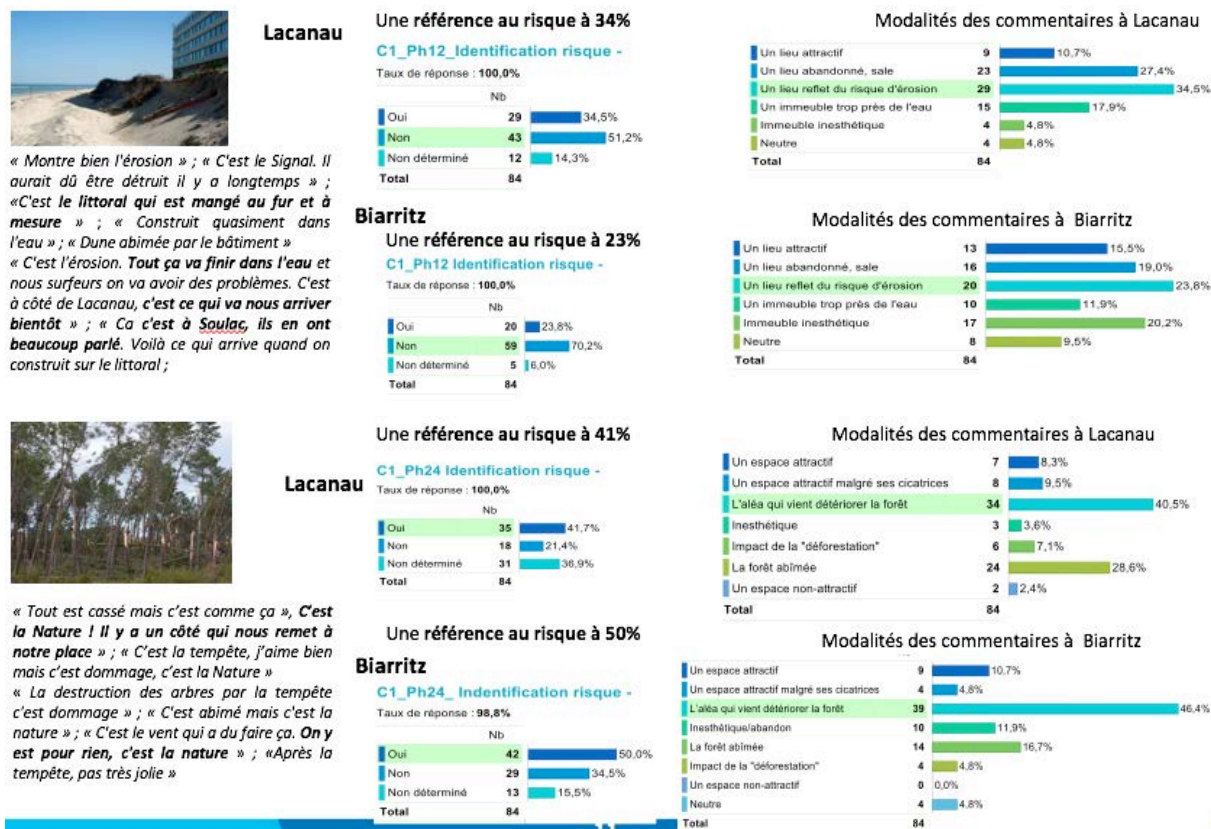 Lacanau
« Montre bien l'érosion » ; « C'est le Signal. Il
aurait dû être détruit il y a longtemps » ;
«C'est le littoral qui est mangé au fur et à
mesure » ; « Construit quasiment dans
l'eau » ; « Dune abimée par le bâtiment »
« C'est l'érosion. Tout ça va finir dans l'eau et
nous surfeurs on va avoir des problèmes. C'est
à côté de Lacanau, c'est ce qui va nous arriver
bientôt » ; « Ca c'est à Soulac, ils en ont
beaucoup parlé. Voilà ce qui arrive quand on
construit sur le littoral ;
Une référence au risque à 34%
C1_Ph12_Identification risque -
Taux de réponse : 100,0%
Nb
Oui 29 34,5%
Non 43 51,2%
Non déterminé 12 14,3%
Total 84
Modalités des commentaires à Lacanau
Un lieu attractif 9 10,7%
Un lieu abandonné, sale 23 27,4%
Un lieu reflet du risque d'érosion 29 34,5%
Un immeuble trop près de l'eau 15 17,9%
Immeuble inesthétique 4 4,8%
Neutre 4 4,8%
Total 84
Biarritz
Une référence au risque à 23%
C1_Ph12 Identification risque -
Taux de réponse : 100,0%
Nb
Oui 20 23,8%
Non 59 70,2%
Non déterminé 5 6,0%
Total 84
Modalités des commentaires à Biarritz
Un lieu attractif 13 15,5%
Un lieu abandonné, sale 16 19,0%
Un lieu reflet du risque d'érosion 20 23,8%
Un immeuble trop près de l'eau 10 11,9%
Immeuble inesthétique 17 20,2%
Neutre 8 9,5%
Total 84
Lacanau
« Tout est cassé mais c'est comme ça », C'est
la Nature ! Il y a un côté qui nous remet à
notre place » ; « C'est la tempête, j'aime bien
mais c'est dommage, c'est la Nature »
« La destruction des arbres par la tempête
c'est dommage » ; « C'est abimé mais c'est la
nature » ; « C'est le vent qui a du faire ça. On y
est pour rien, c'est la nature » ; «Après la
tempête, pas très jolie »
Une référence au risque à 41%
C1_Ph24 Identification risque -
Taux de réponse : 100,0%
Nb
Oui 35 41,7%
Non 18 21,4%
Non déterminé 31 36,9%
Total 84
Modalités des commentaires à Lacanau
Un espace attractif 7 8,3%
Un espace attractif malgré ses cicatrices 8 9,5%
L'aléa qui vient détériorer la forêt 34 40,5%
Inesthétique 3 3,6%
Impact de la "déforestation" 6 7,1%
La forêt abîmée 24 28,6%
Un espace non-attractif 2 2,4%
Total 84
Une référence au risque à 50%
Biarritz
C1_Ph24_ Indentification risque -
Taux de réponse : 98,8%
Nb
Oui 42 50,0%
Non 29 34,5%
Non déterminé 13 15,5%
Total 84
Modalités des commentaires à Biarritz
Un espace attractif 9 10,7%
Un espace attractif malgré ses cicatrices 4 4,8%
L'aléa qui vient détériorer la forêt 39 46,4%
Inesthétique/abandon 10 11,9%
La forêt abîmée 14 16,7%
Impact de la "déforestation" 4 4,8%
Un espace non-attractif 0 0,0%
Neutre 4 4,8%
Total 84